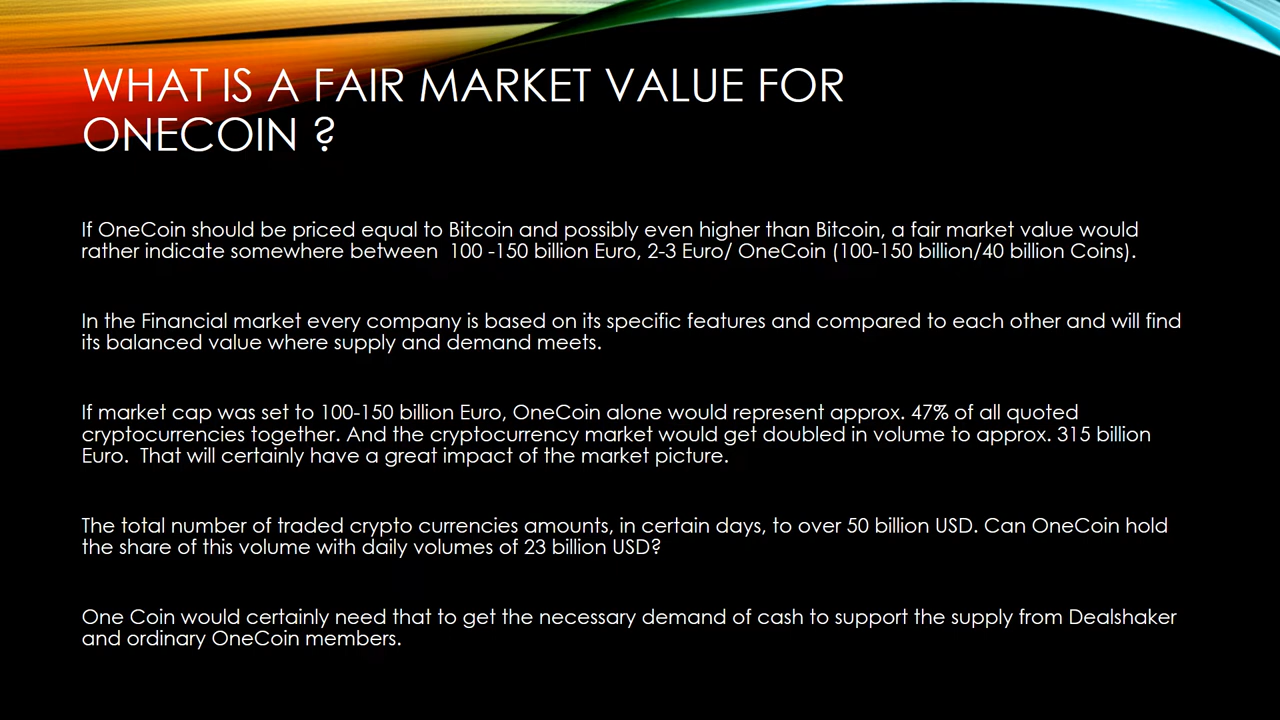 WHAT IS A FAIR MARKET VALUE FOR
ONECOIN ?
If OneCoin should be priced equal to Bitcoin and possibly even higher than Bitcoin, a fair market value would
rather indicate somewhere between  100 -150 billion Euro, 2-3 Euro/ OneCoin (100-150 billion/40 billion Coins).
In the Financial market every company is based on its specific features and compared to each other and will find
its balanced value where supply and demand meets.
If market cap was set to 100-150 billion Euro, OneCoin alone would represent approx. 47% of all quoted
cryptocurrencies together. And the cryptocurrency market would get doubled in volume to approx. 315 billion
Euro.  That will certainly have a great impact of the market picture.
The total number of traded crypto currencies amounts, in certain days, to over 50 billion USD. Can OneCoin hold
the share of this volume with daily volumes of 23 billion USD?
One Coin would certainly need that to get the necessary demand of cash to support the supply from Dealshaker
and ordinary OneCoin members.